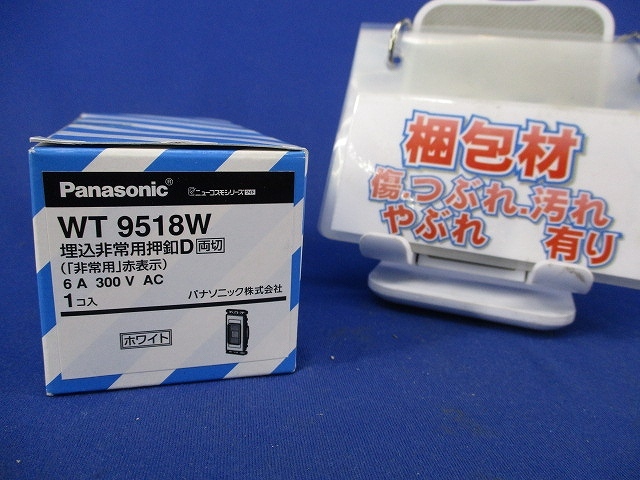 Panasonic®
ニューコスモシリーズ
WT 9518W
埋込非常用押釦D 両切
(「非常用」赤表示)
6 A 300 V AC
1コ入
パナソニック株式会社
ホワイト
梱包材
傷、つぶれ、汚れ
やぶれ 有り